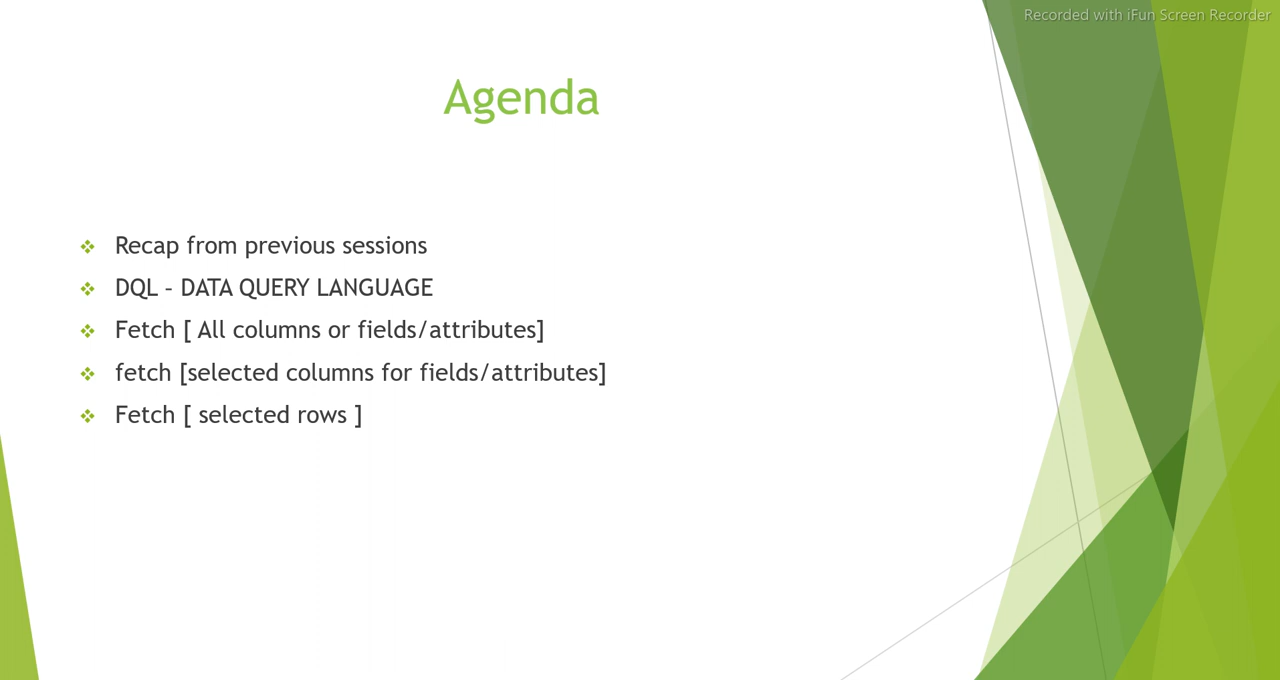 Recorded with iFun Screen Recorder
Agenda
Recap from previous sessions
DQL – DATA QUERY LANGUAGE
Fetch [ All columns or fields/attributes]
fetch [selected columns for fields/attributes]
Fetch [ selected rows ]